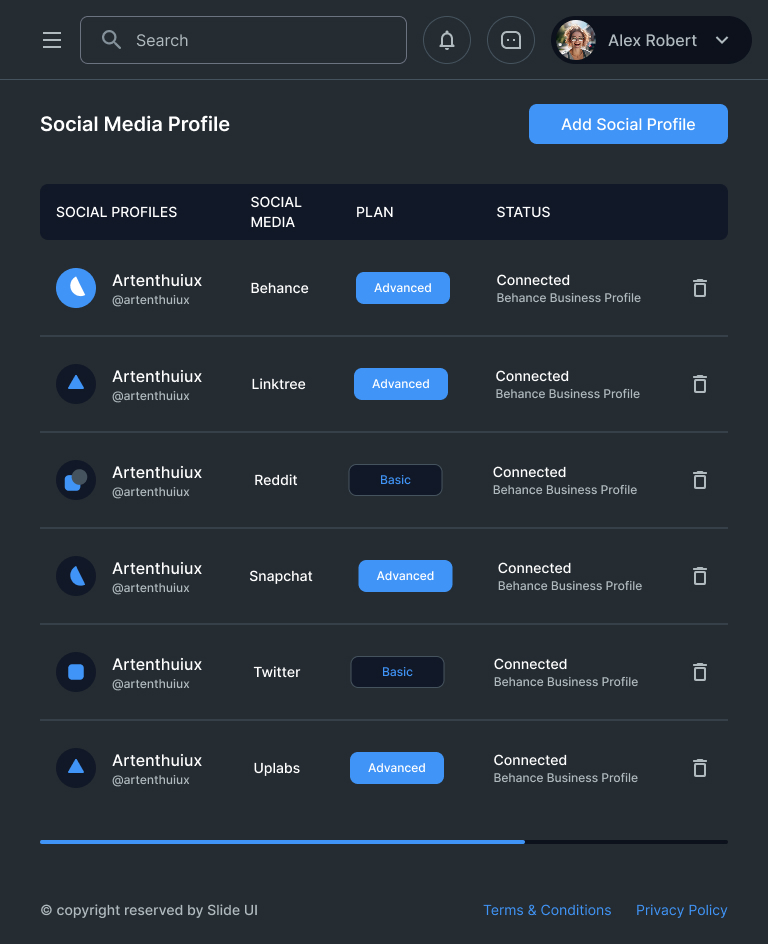 Search
Alex Robert
Social Media Profile
Add Social Profile
SOCIAL PROFILES
SOCIAL
MEDIA
PLAN
STATUS
Artenthuiux
@artenthuiux
Behance
Advanced
Connected
Behance Business Profile
Artenthuiux
@artenthuiux
Linktree
Advanced
Connected
Behance Business Profile
Artenthuiux
@artenthuiux
Reddit
Basic
Connected
Behance Business Profile
Artenthuiux
@artenthuiux
Snapchat
Advanced
Connected
Behance Business Profile
Artenthuiux
@artenthuiux
Twitter
Basic
Connected
Behance Business Profile
Artenthuiux
@artenthuiux
Uplabs
Advanced
Connected
Behance Business Profile
© copyright reserved by Slide UI
Terms & Conditions
Privacy Policy